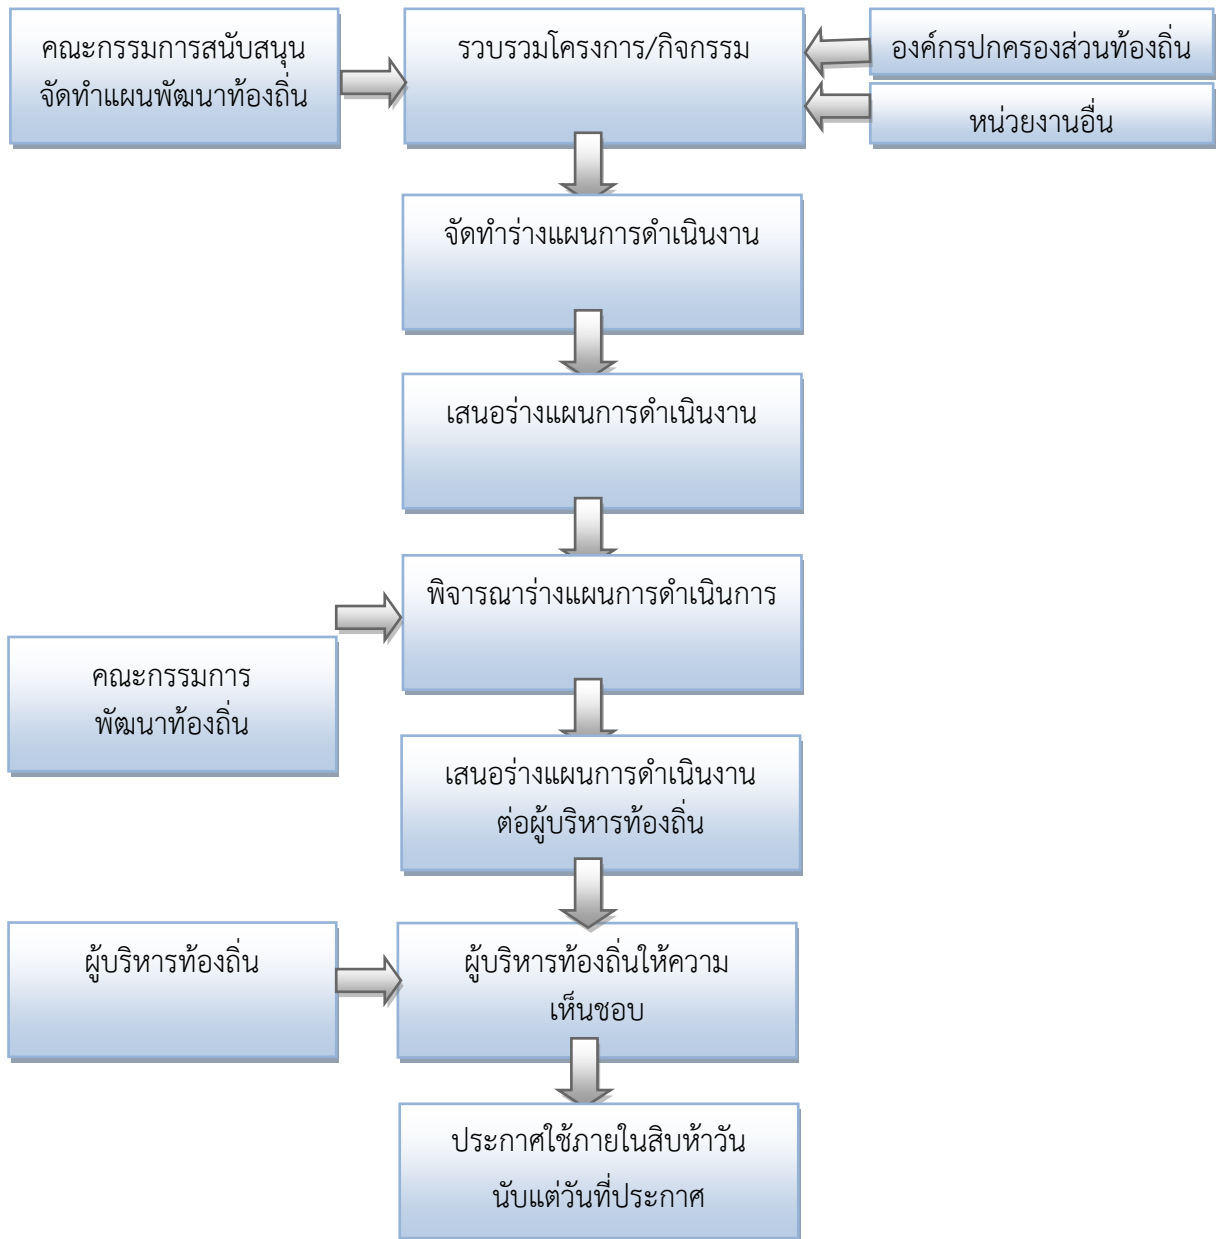 คณะกรรมการสนับสนุน
จัดทำแผนพัฒนาท้องถิ่น
รวบรวมโครงการ/กิจกรรม
องค์กรปกครองส่วนท้องถิ่น
หน่วยงานอื่น
จัดทำร่างแผนการดำเนินงาน
เสนอร่างแผนการดำเนินงาน
พิจารณาร่างแผนการดำเนินการ
คณะกรรมการ
พัฒนาท้องถิ่น
เสนอร่างแผนการดำเนินงาน
ต่อผู้บริหารท้องถิ่น
ผู้บริหารท้องถิ่น
ผู้บริหารท้องถิ่นให้ความ
เห็นชอบ
ประกาศใช้ภายในสิบห้าวัน
นับแต่วันที่ประกาศ